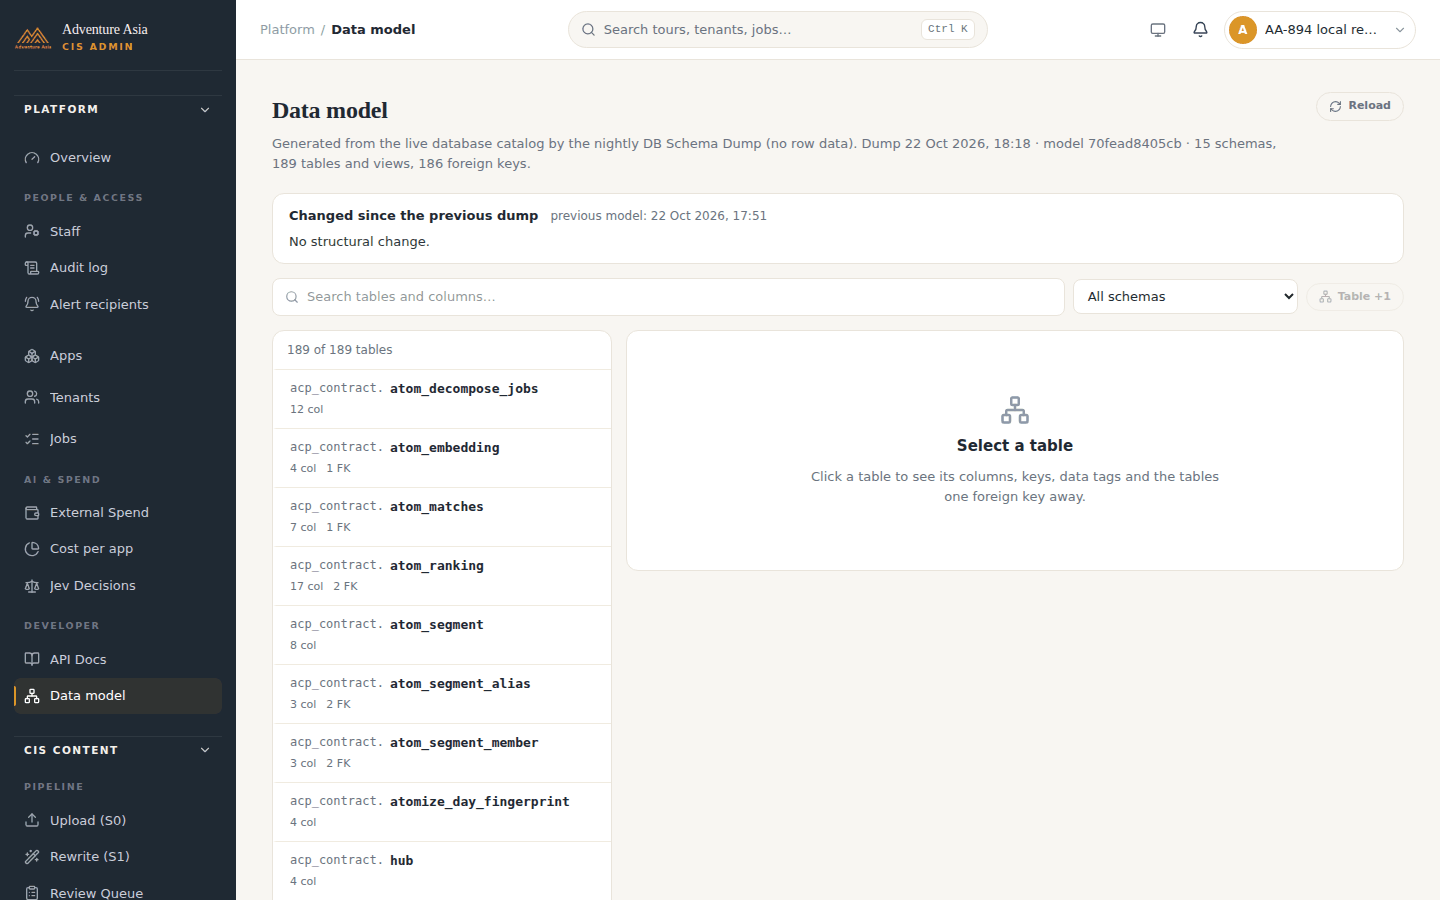 Adventure Asia
Adventure Asia
CIS ADMIN
Platform / Data model
Search tours, tenants, jobs…
Ctrl K
A
AA-894 local re…
PLATFORM
Overview
PEOPLE & ACCESS
Staff
Audit log
Alert recipients
Apps
Tenants
Jobs
AI & SPEND
External Spend
Cost per app
Jev Decisions
DEVELOPER
API Docs
Data model
CIS CONTENT
PIPELINE
Upload (S0)
Rewrite (S1)
Review Queue
Data model
Reload
Generated from the live database catalog by the nightly DB Schema Dump (no row data). Dump 22 Oct 2026, 18:18 · model 70fead8405cb · 15 schemas,
189 tables and views, 186 foreign keys.
Changed since the previous dump previous model: 22 Oct 2026, 17:51
No structural change.
Search tables and columns…
All schemas
Table +1
189 of 189 tables
acp_contract. atom_decompose_jobs
12 col
acp_contract. atom_embedding
4 col 1 FK
acp_contract. atom_matches
7 col 1 FK
acp_contract. atom_ranking
17 col 2 FK
acp_contract. atom_segment
8 col
acp_contract. atom_segment_alias
3 col 2 FK
acp_contract. atom_segment_member
3 col 2 FK
acp_contract. atomize_day_fingerprint
4 col
acp_contract. hub
4 col
Select a table
Click a table to see its columns, keys, data tags and the tables
one foreign key away.